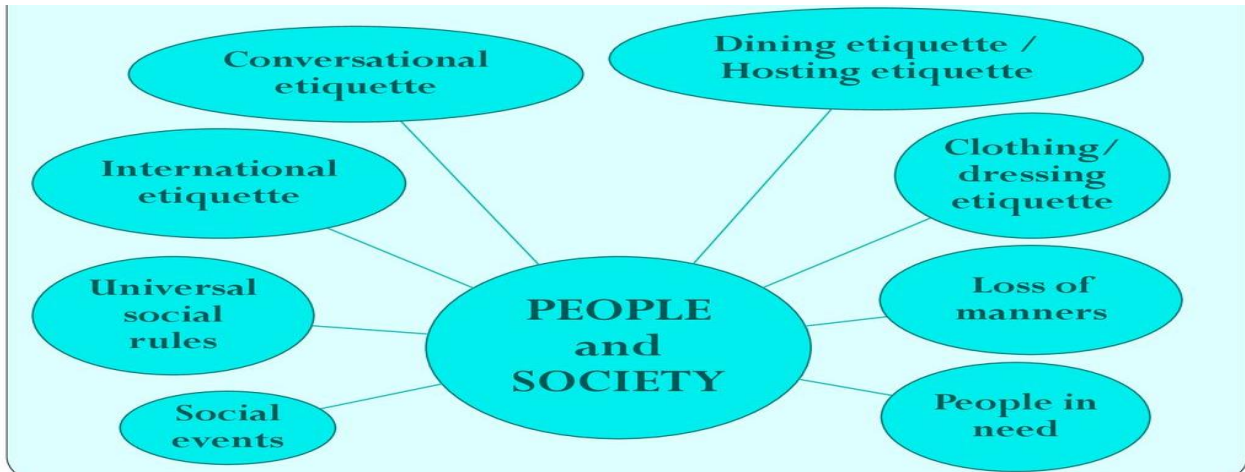 Conversational
etiquette
Dining etiquette /
Hosting etiquette
International
etiquette
Clothing/
dressing
etiquette
Universal
social
rules
PEOPLE
and
SOCIETY
Loss of
manners
Social
events
People in
need